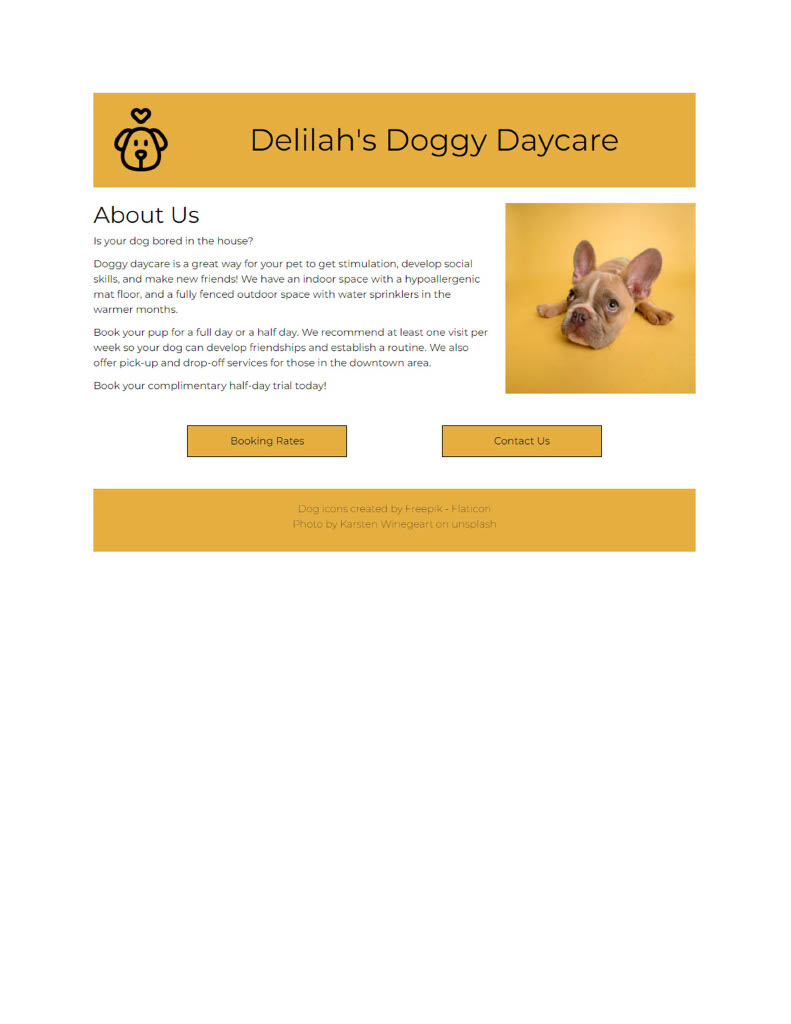 Delilah's Doggy Daycare
About Us
Is your dog bored in the house?
Doggy daycare is a great way for your pet to get stimulation, develop social
skills, and make new friends! We have an indoor space with a hypoallergenic
mat floor, and a fully fenced outdoor space with water sprinklers in the
warmer months.
Book your pup for a full day or a half day. We recommend at least one visit per
week so your dog can develop friendships and establish a routine. We also
offer pick-up and drop-off services for those in the downtown area.
Book your complimentary half-day trial today!
Booking Rates
Contact Us
Dog icons created by Freepik - Flaticon
Photo by Karsten Winegeart on unsplash